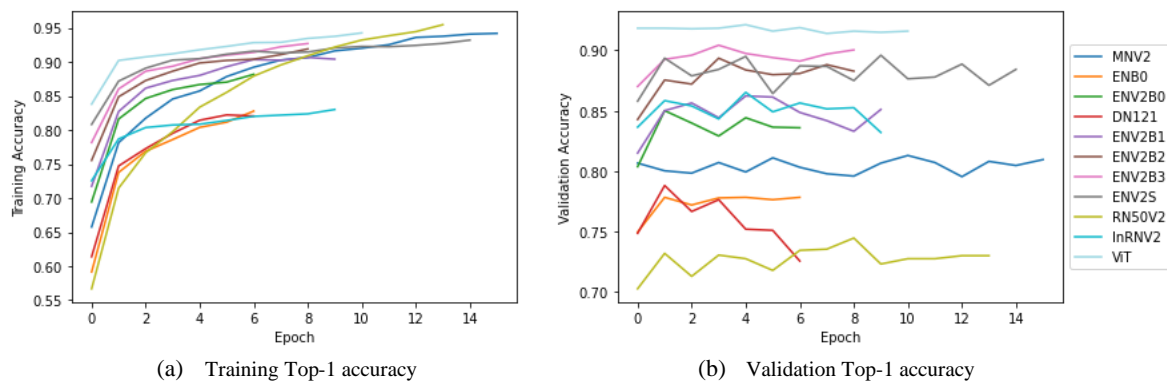 0.95
0.90
0.85
0.80
0.75
0.70
0.65
0.60
0.55
Training Accuracy
0 2 4 6 8 10 12 14
Epoch
(a) Training Top-1 accuracy
0.90
0.85
0.80
0.75
0.70
Validation Accuracy
0 2 4 6 8 10 12 14
Epoch
(b) Validation Top-1 accuracy
MNV2
ENB0
ENV2B0
DN121
ENV2B1
ENV2B2
ENV2B3
ENV2S
RN50V2
InRNV2
ViT